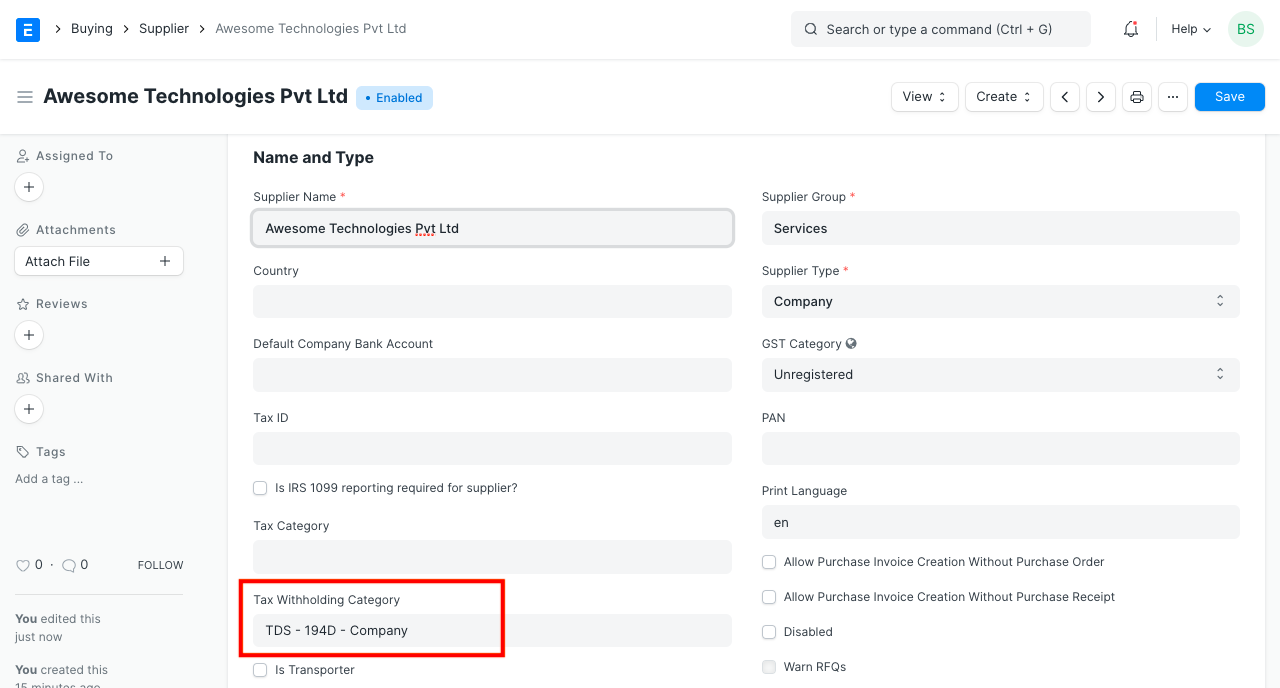 E
Buying
Supplier
Awesome Technologies Pvt Ltd
Search or type a command (Ctrl + G)
Help
BS
Awesome Technologies Pvt Ltd
• Enabled
View
Create
...
Save
Assigned To
Attachments
Attach File
Reviews
Shared With
Tags
Add a tag ...
0 · 0
FOLLOW
You edited this
just now
You created this
15 minutes ago
Name and Type
Supplier Name *
Awesome Technologies Pvt Ltd
Country
Default Company Bank Account
Tax ID
Is IRS 1099 reporting required for supplier?
Tax Category
Tax Withholding Category
TDS - 194D - Company
Is Transporter
Supplier Group *
Services
Supplier Type *
Company
GST Category
Unregistered
PAN
Print Language
en
Allow Purchase Invoice Creation Without Purchase Order
Allow Purchase Invoice Creation Without Purchase Receipt
Disabled
Warn RFQs